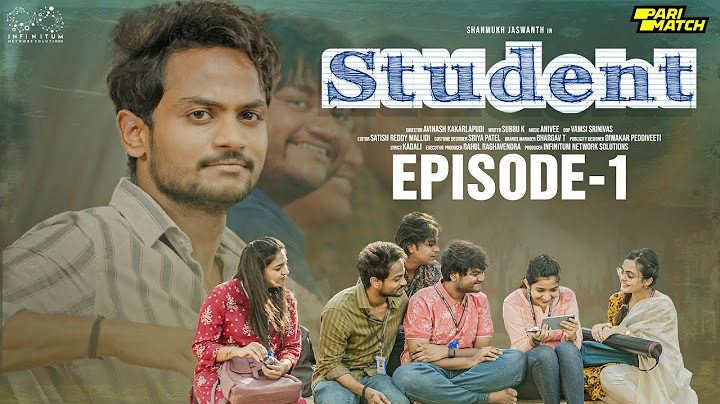 INFINITUM
NETWORK SOLUTIONS
PARI
MATCH
SHANMUKH JASWANTH IN
Student
DIRECTOR AVINASH KAKARLAPUDI WRITER SUBBU K MUSIC ANIVEE DOP VAMSI SRINIVAS
EDITOR SATISH REDDY MALLIDI COSTUME DESIGNER SRIYA PATEL BRANDS MANAGER BHARGAV T PUBLICITY DESIGNER DIWAKAR PEDDIVEETI
LYRICS KADALI EXECUTIVE PRODUCER RAHUL RAGHAVENDRA PRODUCER INFINITUM NETWORK SOLUTIONS
EPISODE-1